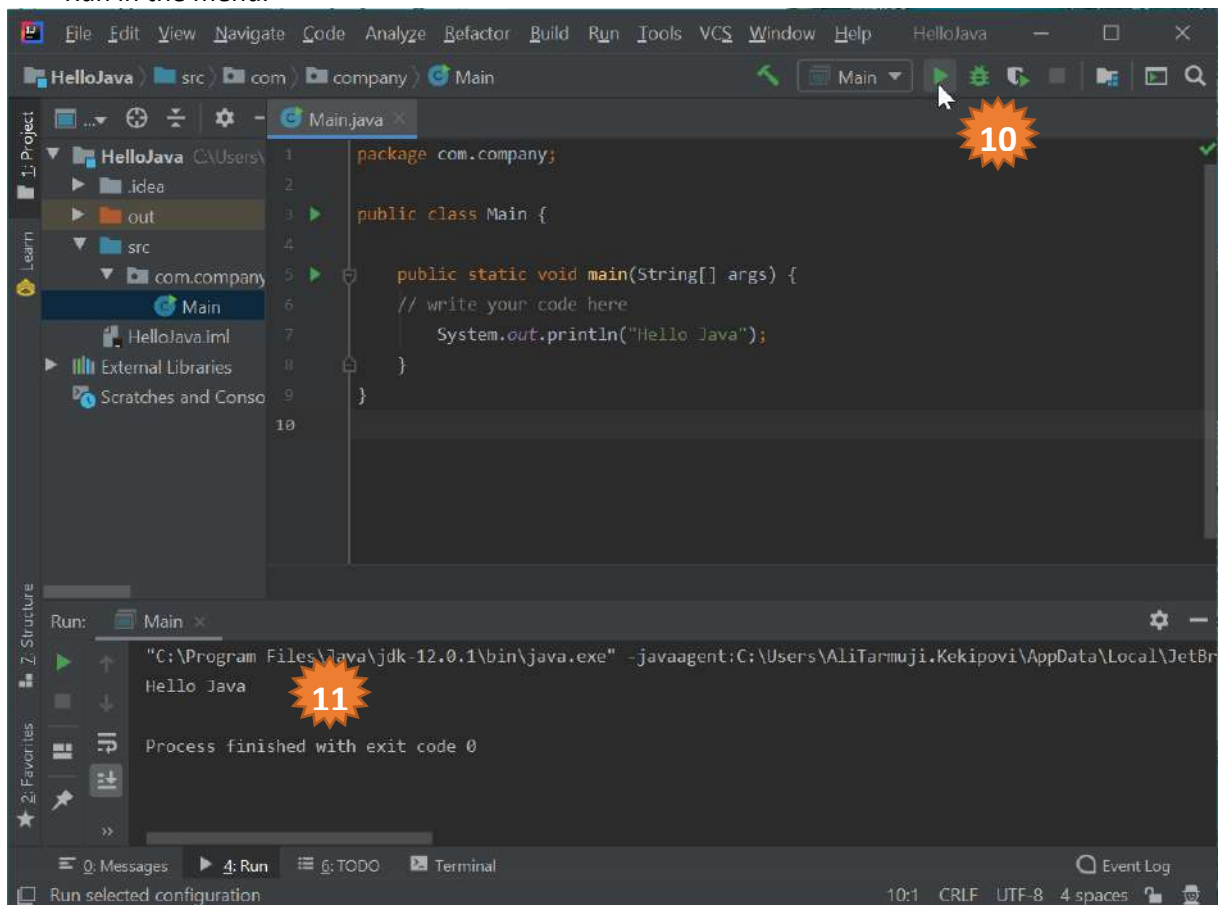 Run in the menu.
File Edit View Navigate Code Analyze Refactor Build Run Tools VCS Window Help HelloJava
HelloJava src com company Main Main
10
1: Project
Learn
Z: Structure
2: Favorites
... Main.java
HelloJava C:\Users\
.idea
out
src
com.company
Main
HelloJava.iml
External Libraries
Scratches and Conso
1 package com.company;
2
3 public class Main {
4
5 public static void main(String[] args) {
6 // write your code here
7 System.out.println("Hello Java");
8 }
9 }
10
Run: Main
"C:\Program Files\Java\jdk-12.0.1\bin\java.exe" -javaagent:C:\Users\AliTarmuji.Kekipovi\AppData\Local\JetBr
Hello Java
11
Process finished with exit code 0
0: Messages 4: Run 6: TODO Terminal Event Log
Run selected configuration 10:1 CRLF UTF-8 4 spaces